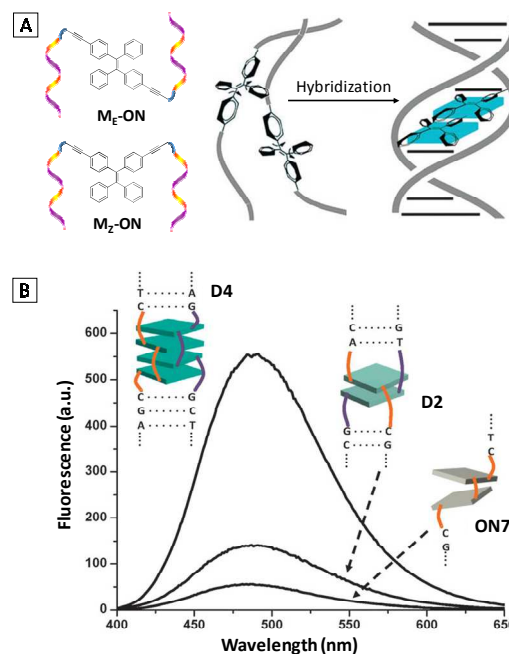 A
M_E-ON
M_Z-ON
Hybridization
B
D4
T A
C G
C G
G C
A T
D2
C G
A T
G C
C G
ON7
T
C
C
G
Fluorescence (a.u.)
600
500
400
300
200
100
0
400 450 500 550 600 650
Wavelength (nm)